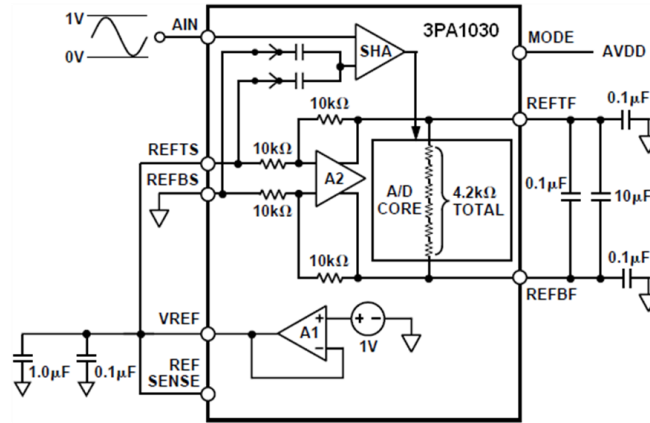 1V
0V
AIN
SHA
3PA1030
MODE
AVDD
10kΩ
REFTF
0.1μF
REFTS
10kΩ
REFBS
A2
A/D
CORE
4.2kΩ
TOTAL
0.1μF
10μF
10kΩ
10kΩ
0.1μF
REFBF
VREF
A1
+
−
+ −
1V
1.0μF
0.1μF
REF
SENSE